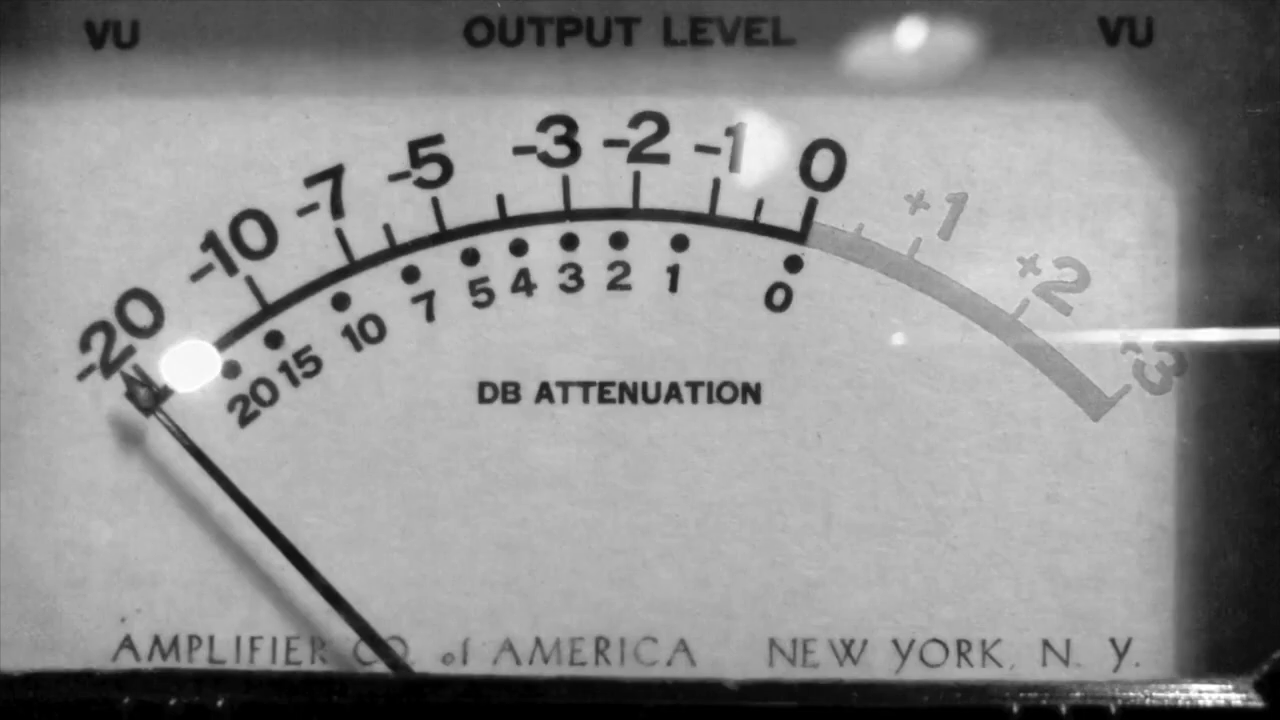 VU OUTPUT LEVEL VU
-20 -10 -7 -5 -3 -2 -1 0 +1 +2 +3
20 15 10 7 5 4 3 2 1 0
DB ATTENUATION
AMPLIFIER CO of AMERICA NEW YORK, N. Y.